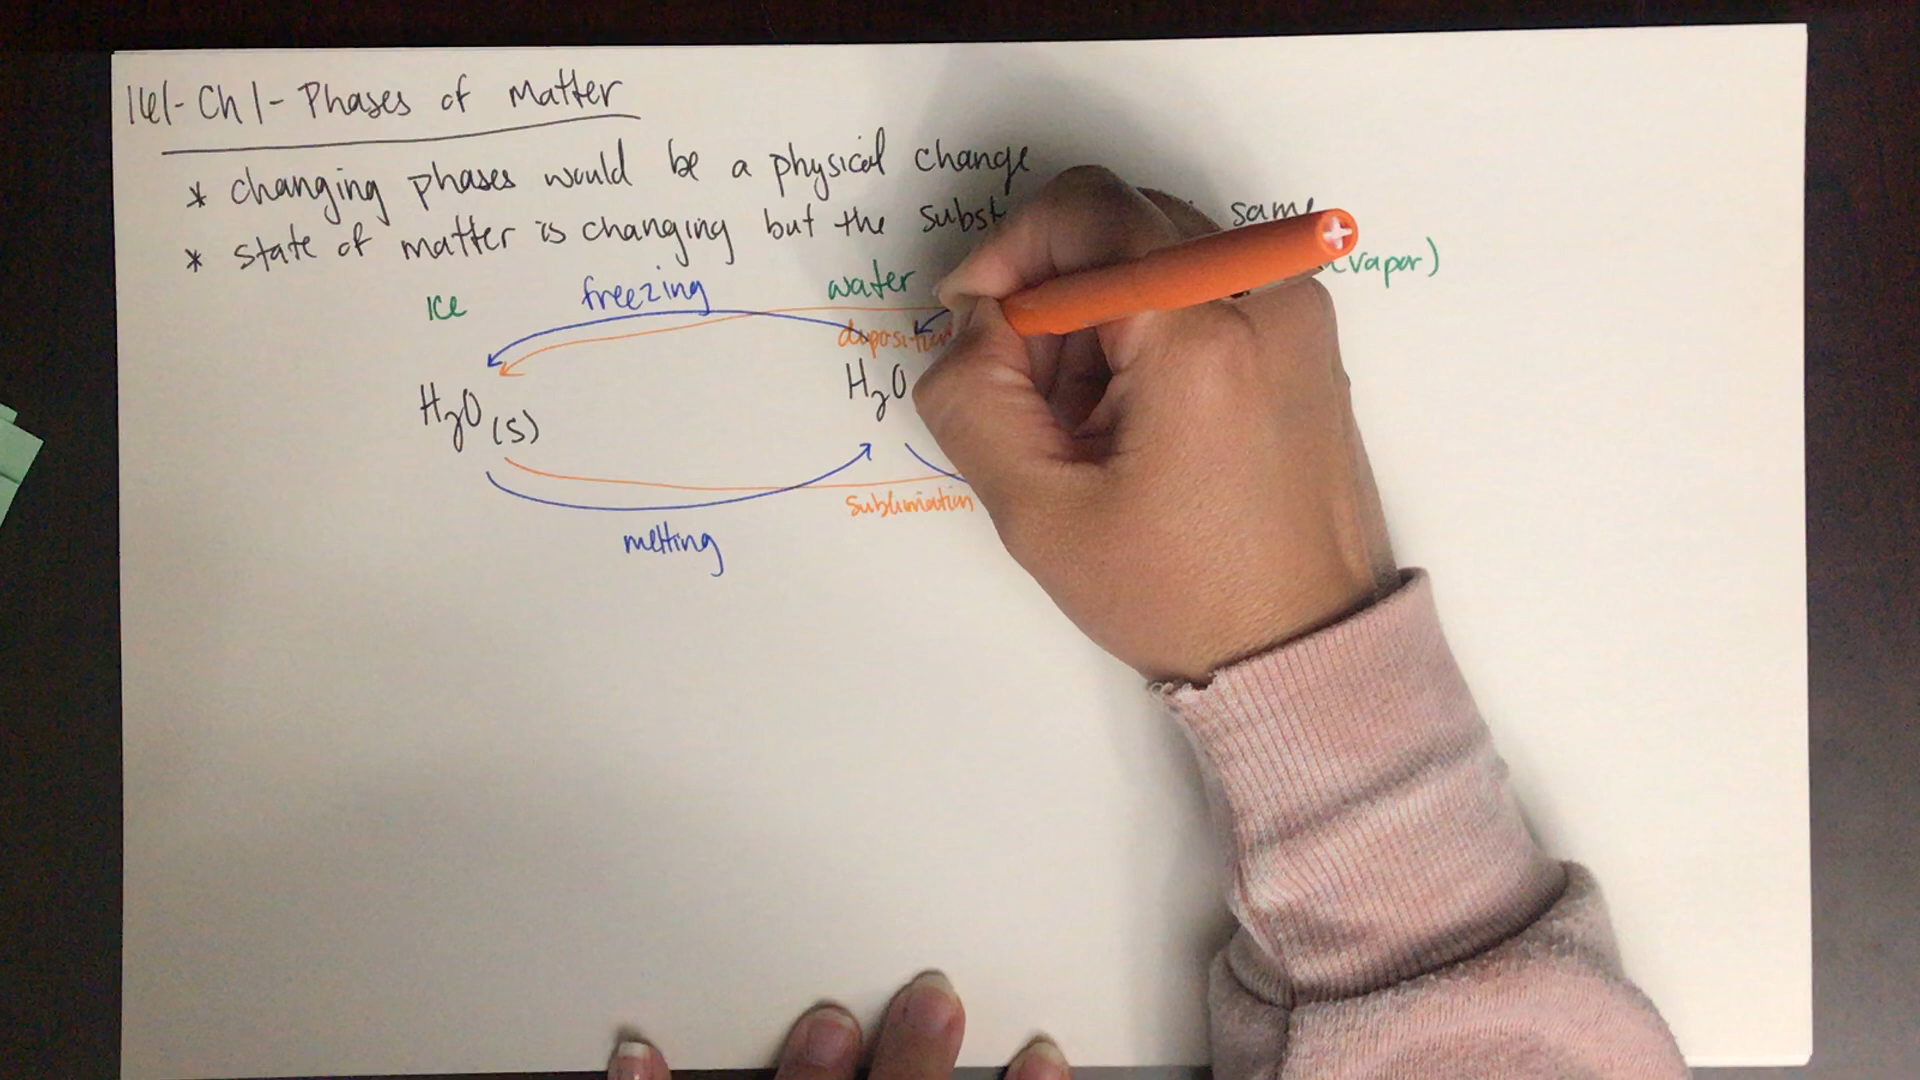 161-Ch 1- Phases of Matter
* changing phases would be a physical change
* state of matter is changing but the subst same
ice freezing water (vapor)
deposition
H2O (s) H2O
sublimation
melting